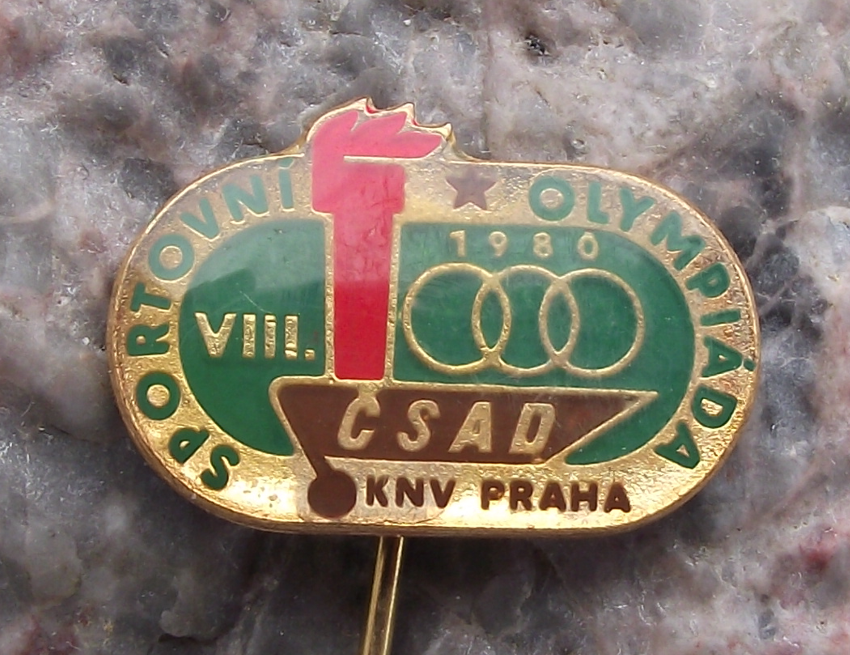 SPORTOVNÍ OLYMPIÁDA
1980
VIII.
ČSAD
KNV PRAHA